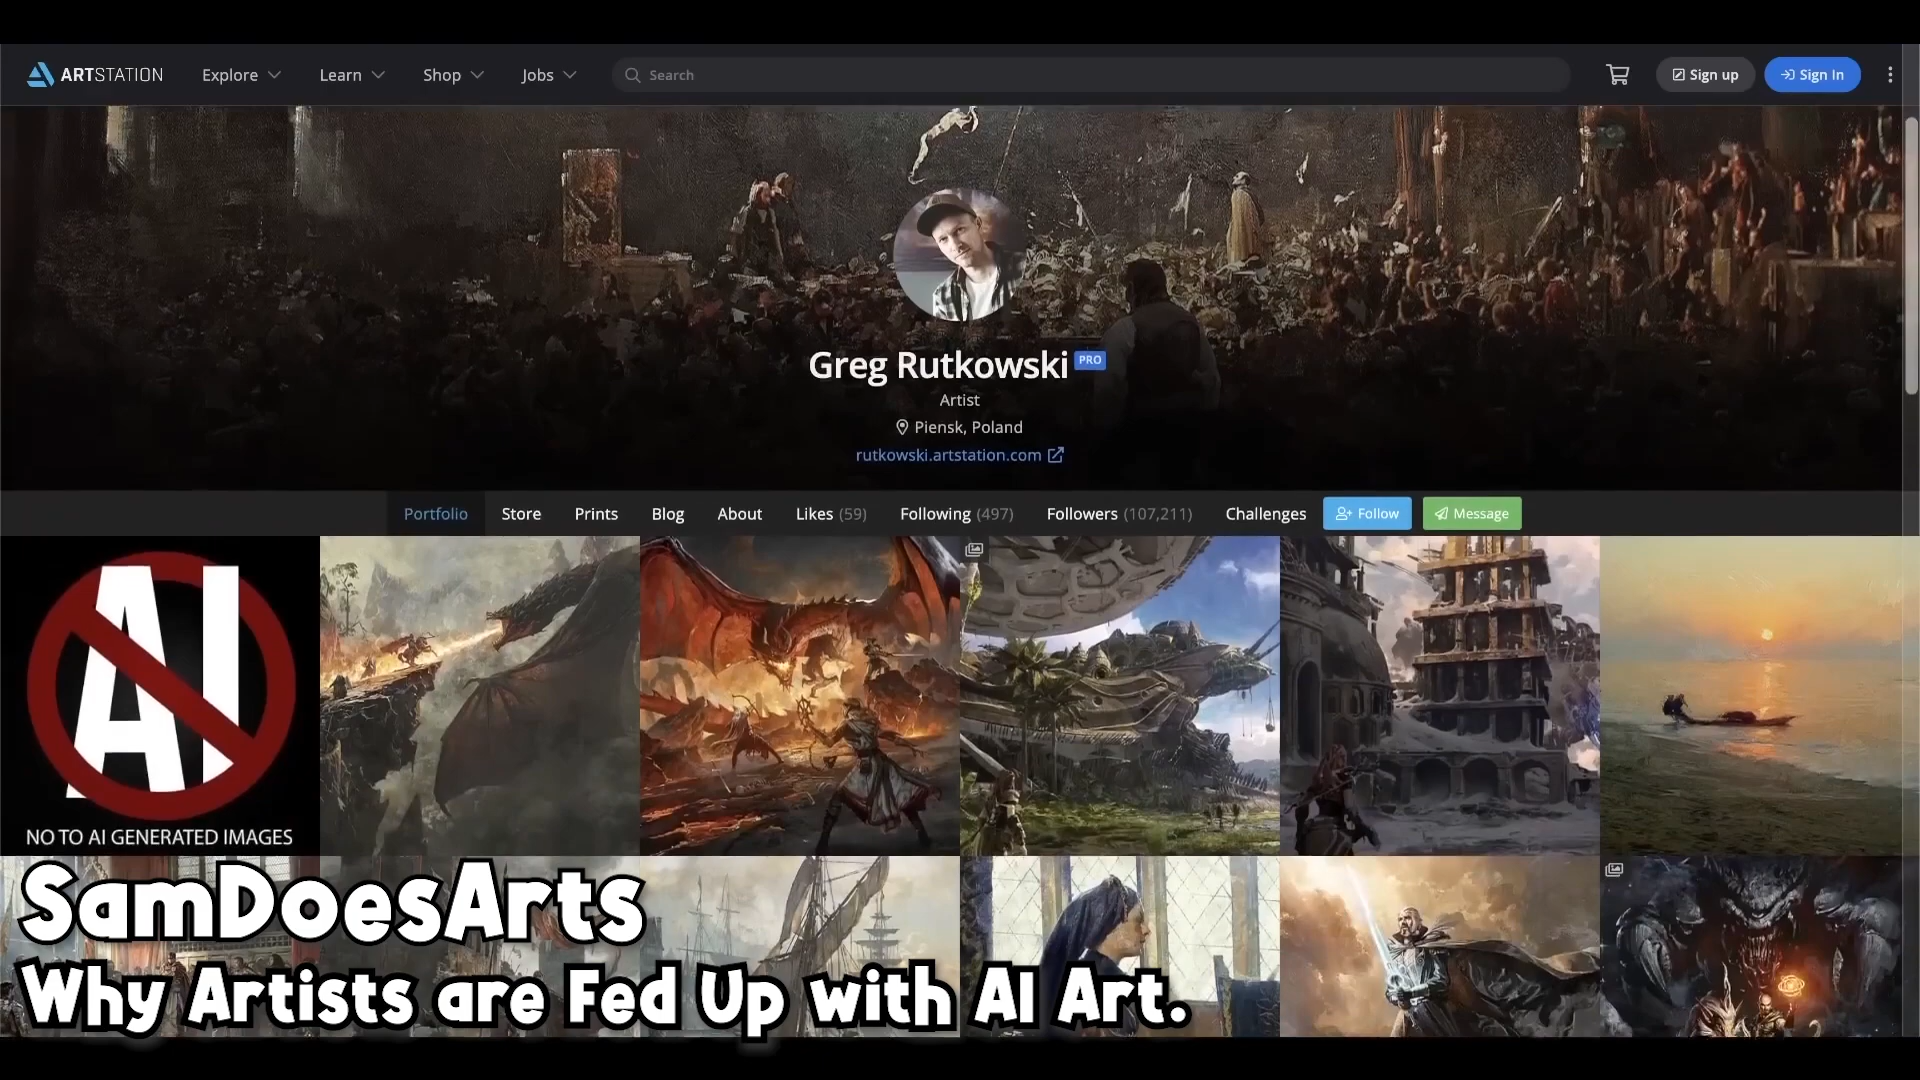 ARTSTATION Explore Learn Shop Jobs Search Sign up Sign In
Greg Rutkowski PRO
Artist
Piensk, Poland
rutkowski.artstation.com
Portfolio Store Prints Blog About Likes (59) Following (497) Followers (107,211) Challenges Follow Message
AI
NO TO AI GENERATED IMAGES
SamDoesArts
Why Artists are Fed Up with AI Art.